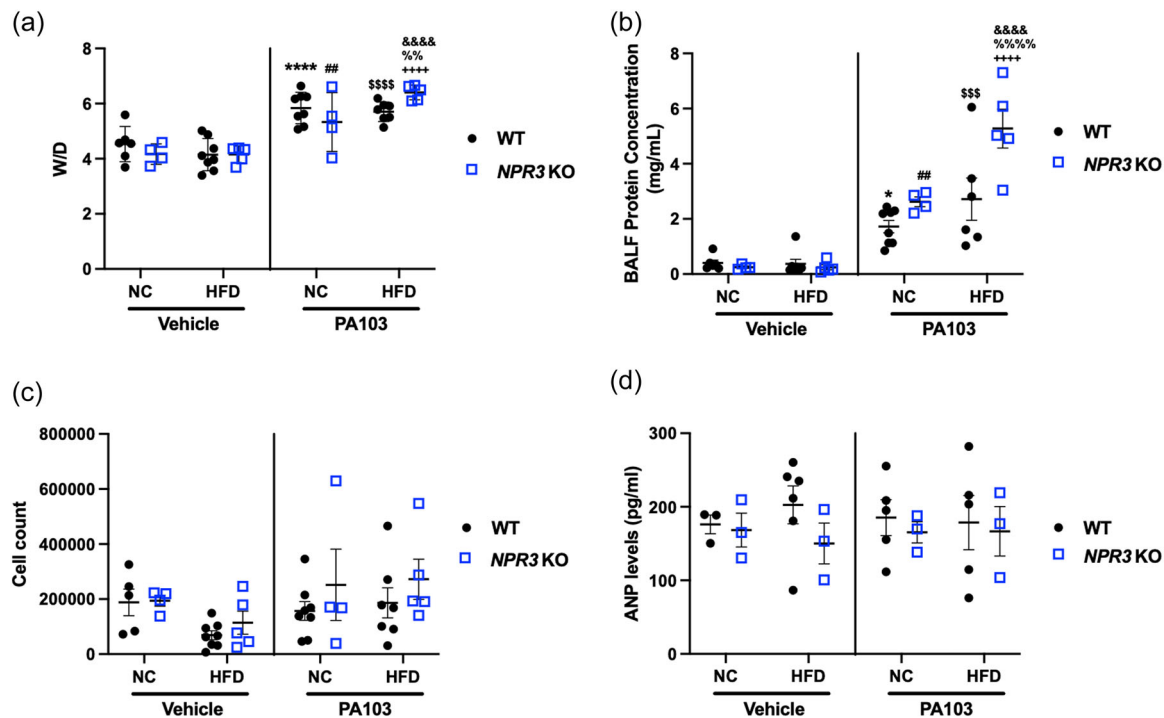 (a)
W/D
8
6
4
2
0
****
##
$$$$
&&&&
%%
++++
NC
HFD
NC
HFD
Vehicle
PA103
WT
NPR3 KO
(b)
BALF Protein Concentration
(mg/mL)
8
6
4
2
0
*
##
$$$
&&&&
%%%%
++++
NC
HFD
NC
HFD
Vehicle
PA103
WT
NPR3 KO
(c)
Cell count
800000
600000
400000
200000
0
NC
HFD
NC
HFD
Vehicle
PA103
WT
NPR3 KO
(d)
ANP levels (pg/ml)
300
200
100
0
NC
HFD
NC
HFD
Vehicle
PA103
WT
NPR3 KO